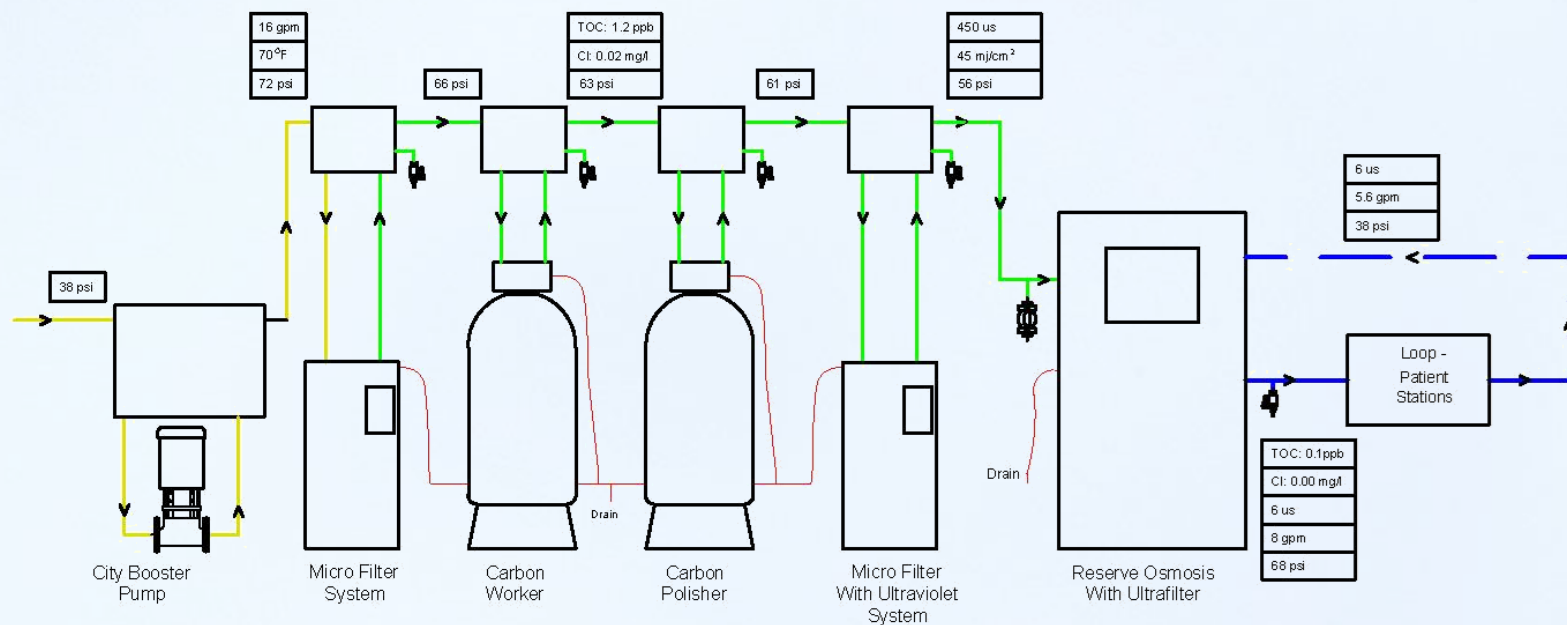 16 gpm
70°F
72 psi
66 psi
TOC: 1.2 ppb
Cl: 0.02 mg/l
63 psi
61 psi
450 us
45 mj/cm²
56 psi
6 us
5.6 gpm
38 psi
38 psi
Loop -
Patient
Stations
TOC: 0.1ppb
Cl: 0.00 mg/l
6 us
8 gpm
68 psi
Drain
Drain
City Booster
Pump
Micro Filter
System
Carbon
Worker
Carbon
Polisher
Micro Filter
With Ultraviolet
System
Reserve Osmosis
With Ultrafilter